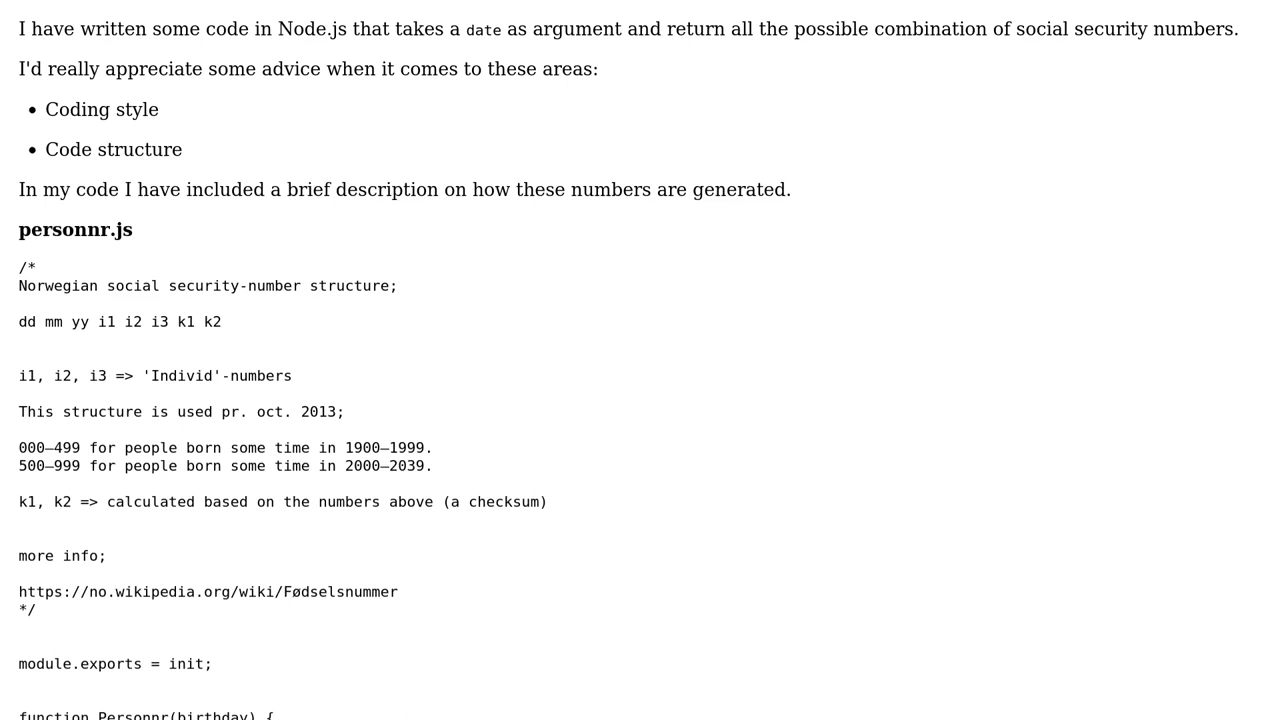 I have written some code in Node.js that takes a date as argument and return all the possible combination of social security numbers.
I'd really appreciate some advice when it comes to these areas:
• Coding style
• Code structure
In my code I have included a brief description on how these numbers are generated.
personnr.js
/*
Norwegian social security-number structure;
dd mm yy i1 i2 i3 k1 k2
i1, i2, i3 => 'Individ'-numbers
This structure is used pr. oct. 2013;
000–499 for people born some time in 1900–1999.
500–999 for people born some time in 2000–2039.
k1, k2 => calculated based on the numbers above (a checksum)
more info;
https://no.wikipedia.org/wiki/Fødselsnummer
*/
module.exports = init;
function Personnr(birthday) {